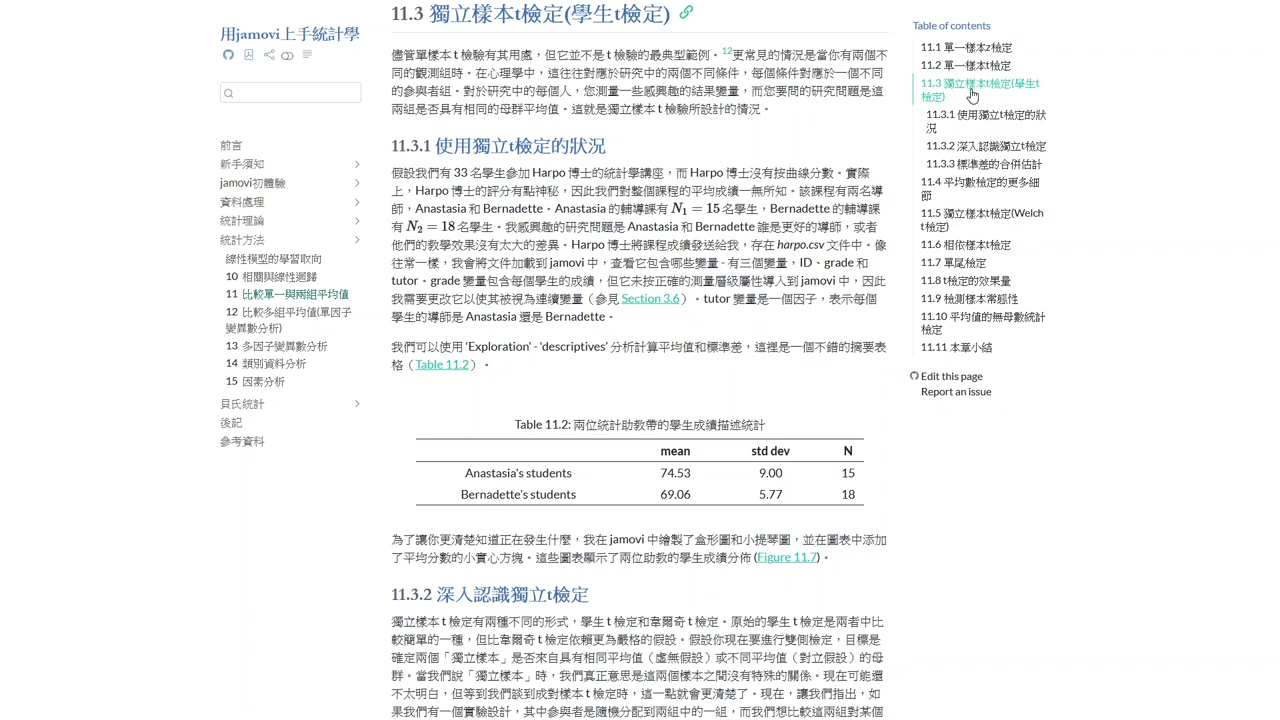 用jamovi上手統計學
前言
新手須知
jamovi初體驗
資料處理
統計理論
統計方法
線性模型的學習取向
10 相關與線性迴歸
11 比較單一與兩組平均值
12 比較多組平均值(單因子
變異數分析)
13 多因子變異數分析
14 類別資料分析
15 因素分析
貝氏統計
後記
參考資料
11.3 獨立樣本t檢定(學生t檢定)
儘管單樣本 t 檢驗有其用處，但它並不是 t 檢驗的最典型範例。12更常見的情況是當你有兩個不
同的觀測組時。在心理學中，這往往對應於研究中的兩個不同條件，每個條件對應於一個不同
的參與者組。對於研究中的每個人，您測量一些感興趣的結果變量，而您要問的研究問題是這
兩組是否具有相同的母群平均值。這就是獨立樣本 t 檢驗所設計的情況。
11.3.1 使用獨立t檢定的狀況
假設我們有 33 名學生參加 Harpo 博士的統計學講座，而 Harpo 博士沒有按曲線分數。實際
上，Harpo 博士的評分有點神秘，因此我們對整個課程的平均成績一無所知。該課程有兩名導
師，Anastasia 和 Bernadette。Anastasia 的輔導課有 N1 = 15 名學生，Bernadette 的輔導課
有 N2 = 18 名學生。我感興趣的研究問題是 Anastasia 和 Bernadette 誰是更好的導師，或者
他們的教學效果沒有太大的差異。Harpo 博士將課程成績發送給我，存在 harpo.csv 文件中。像
往常一樣，我會將文件加載到 jamovi 中，查看它包含哪些變量 - 有三個變量，ID、grade 和
tutor。grade 變量包含每個學生的成績，但它未按正確的測量層級屬性導入到 jamovi 中，因此
我需要更改它以使其被視為連續變量（參見 Section 3.6）。tutor 變量是一個因子，表示每個
學生的導師是 Anastasia 還是 Bernadette。
我們可以使用 ‘Exploration’ - ‘descriptives’ 分析計算平均值和標準差，這裡是一個不錯的摘要表
格（Table 11.2）。
Table 11.2: 兩位統計助教帶的學生成績描述統計
mean std dev N
Anastasia's students 74.53 9.00 15
Bernadette's students 69.06 5.77 18
為了讓你更清楚知道正在發生什麼，我在 jamovi 中繪製了盒形圖和小提琴圖，並在圖表中添加
了平均分數的小實心方塊。這些圖表顯示了兩位助教的學生成績分佈 (Figure 11.7)。
11.3.2 深入認識獨立t檢定
獨立樣本 t 檢定有兩種不同的形式，學生 t 檢定和韋爾奇 t 檢定。原始的學生 t 檢定是兩者中比
較簡單的一種，但比韋爾奇 t 檢定依賴更為嚴格的假設。假設你現在要進行雙側檢定，目標是
確定兩個「獨立樣本」是否來自具有相同平均值（虛無假設）或不同平均值（對立假設）的母
群。當我們說「獨立樣本」時，我們真正意思是這兩個樣本之間沒有特殊的關係。現在可能還
不太明白，但等到我們談到成對樣本 t 檢定時，這一點就會更清楚了。現在，讓我們指出，如
果我們有一個實驗設計，其中參與者是隨機分配到兩組中的一組，而我們想比較這兩組對某個
Table of contents
11.1 單一樣本z檢定
11.2 單一樣本t檢定
11.3 獨立樣本t檢定(學生t
檢定)
11.3.1 使用獨立t檢定的狀
況
11.3.2 深入認識獨立t檢定
11.3.3 標準差的合併估計
11.4 平均數檢定的更多細
節
11.5 獨立樣本t檢定(Welch
t檢定)
11.6 相依樣本t檢定
11.7 單尾檢定
11.8 t檢定的效果量
11.9 檢測樣本常態性
11.10 平均值的無母數統計
檢定
11.11 本章小結
Edit this page
Report an issue